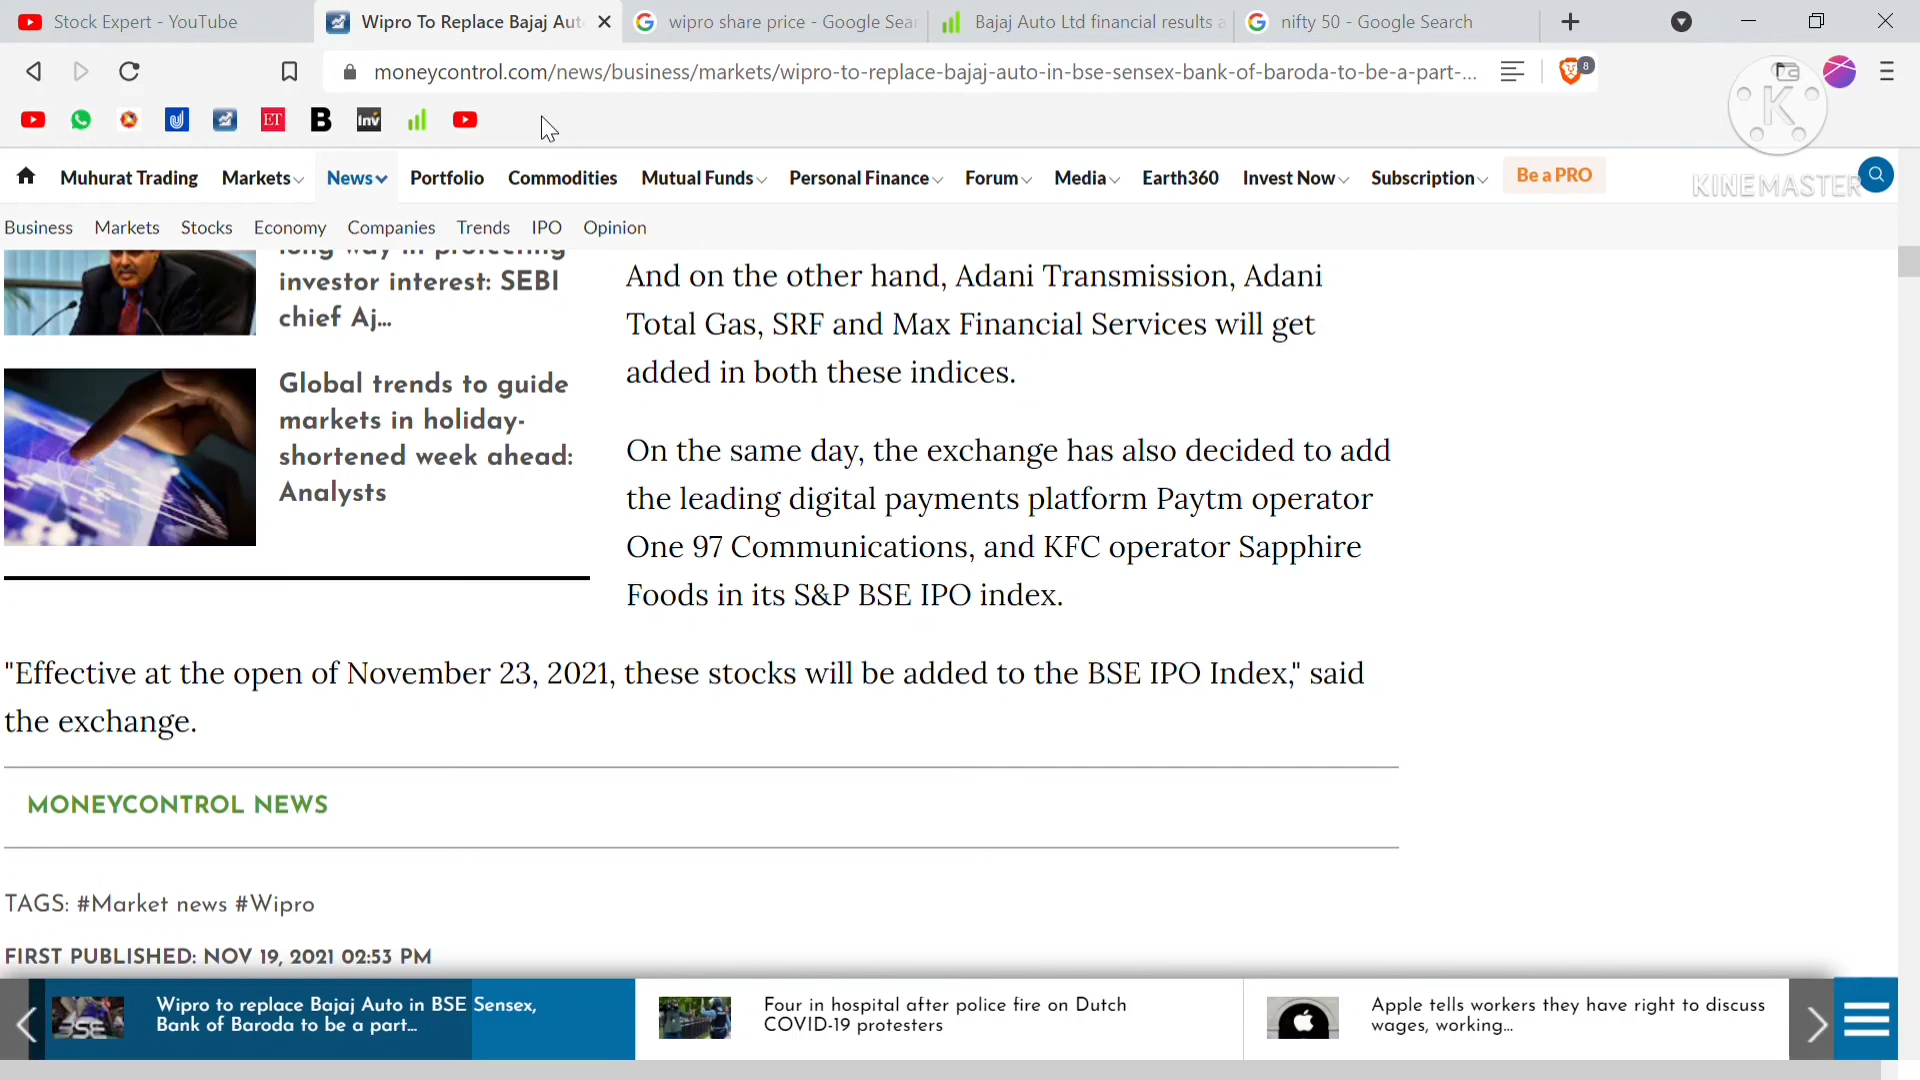 Stock Expert - YouTube
Wipro To Replace Bajaj Aut
wipro share price - Google Sear
Bajaj Auto Ltd financial results a
nifty 50 - Google Search
moneycontrol.com/news/business/markets/wipro-to-replace-bajaj-auto-in-bse-sensex-bank-of-baroda-to-be-a-part-...
8
ET
B
Inv
K
KINEMASTER
Muhurat Trading Markets News Portfolio Commodities Mutual Funds Personal Finance Forum Media Earth360 Invest Now Subscription Be a PRO
Business Markets Stocks Economy Companies Trends IPO Opinion
long way in protecting
investor interest: SEBI
chief Aj...
Global trends to guide
markets in holiday-
shortened week ahead:
Analysts
And on the other hand, Adani Transmission, Adani
Total Gas, SRF and Max Financial Services will get
added in both these indices.
On the same day, the exchange has also decided to add
the leading digital payments platform Paytm operator
One 97 Communications, and KFC operator Sapphire
Foods in its S&P BSE IPO index.
"Effective at the open of November 23, 2021, these stocks will be added to the BSE IPO Index," said
the exchange.
MONEYCONTROL NEWS
TAGS: #Market news #Wipro
FIRST PUBLISHED: NOV 19, 2021 02:53 PM
BSE
Wipro to replace Bajaj Auto in BSE Sensex,
Bank of Baroda to be a part...
Four in hospital after police fire on Dutch
COVID-19 protesters
Apple tells workers they have right to discuss
wages, working...